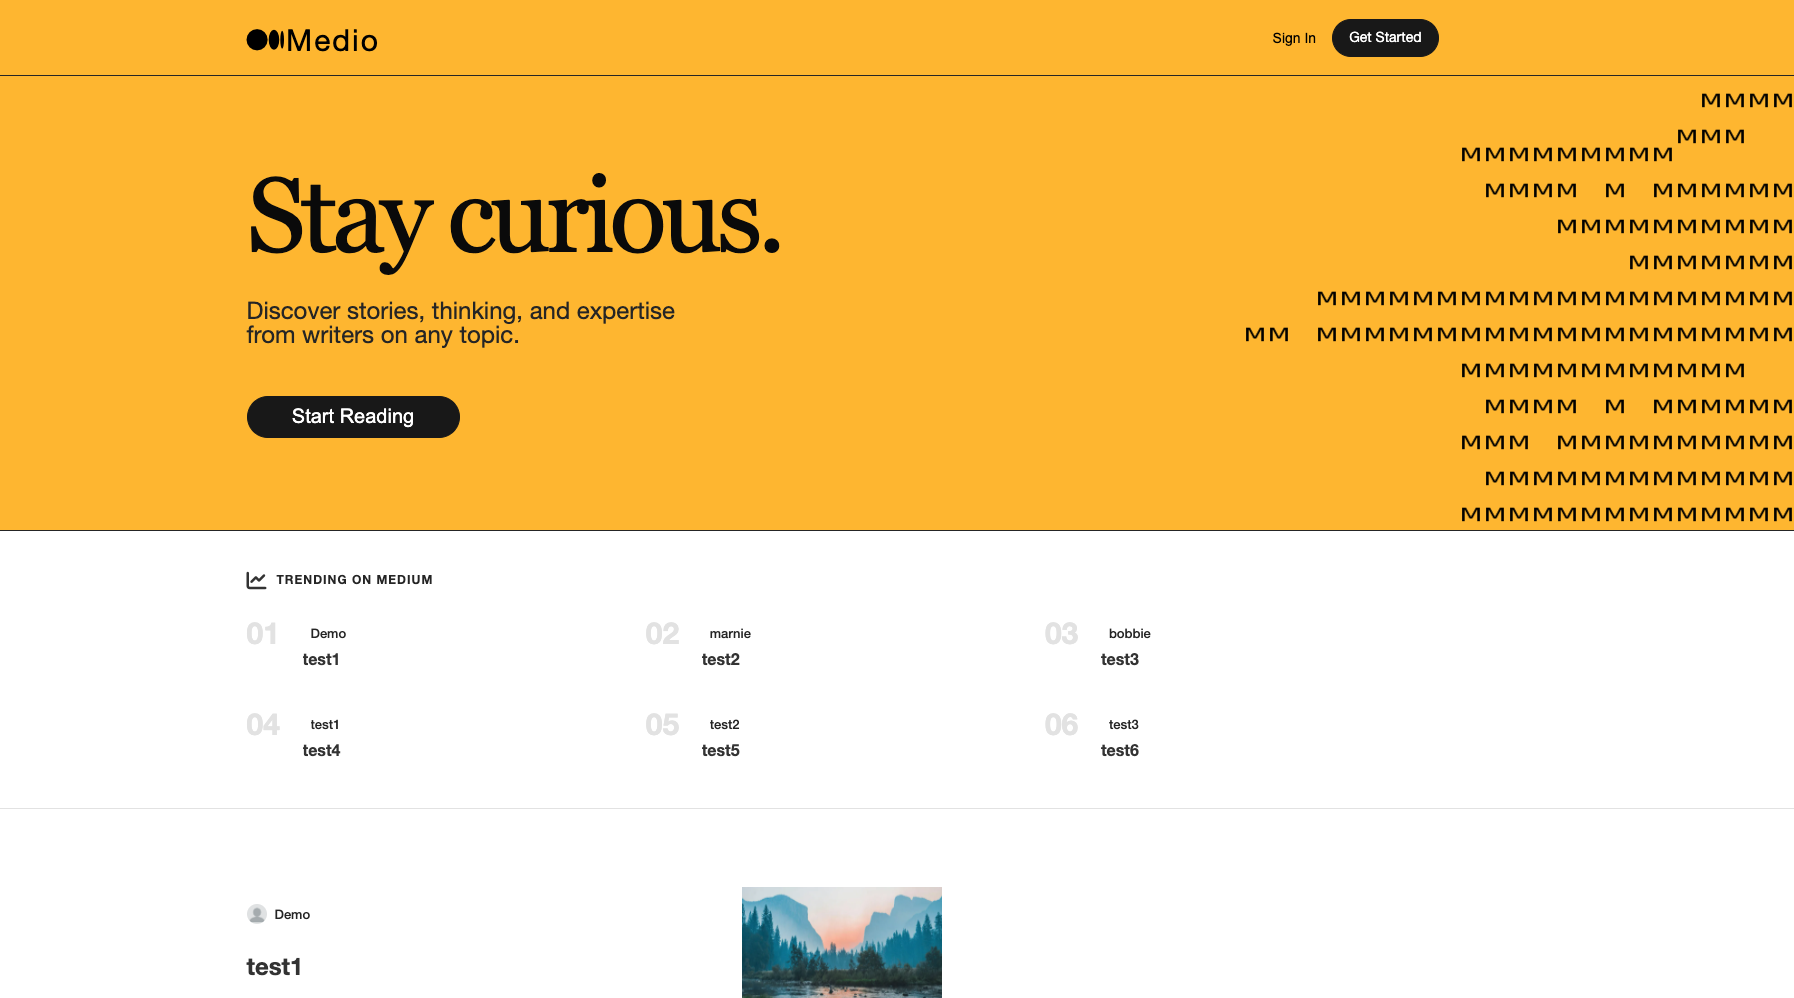 Medio
Sign In
Get Started
MMMM
MMM
MMMMMMMMM
MMMM M MMMMMM
MMMMMMMMMM
MMMMMMM
MMMMMMMMMMMMMMMMMMMM
MM MMMMMMMMMMMMMMMMMMMM
MMMMMMMMMMMM
MMMM M MMMMMM
MMM MMMMMMMMMM
MMMMMMMMMMMMM
MMMMMMMMMMMMMM
Stay curious.
Discover stories, thinking, and expertise
from writers on any topic.
Start Reading
TRENDING ON MEDIUM
01 Demo
test1
02 marnie
test2
03 bobbie
test3
04 test1
test4
05 test2
test5
06 test3
test6
Demo
test1